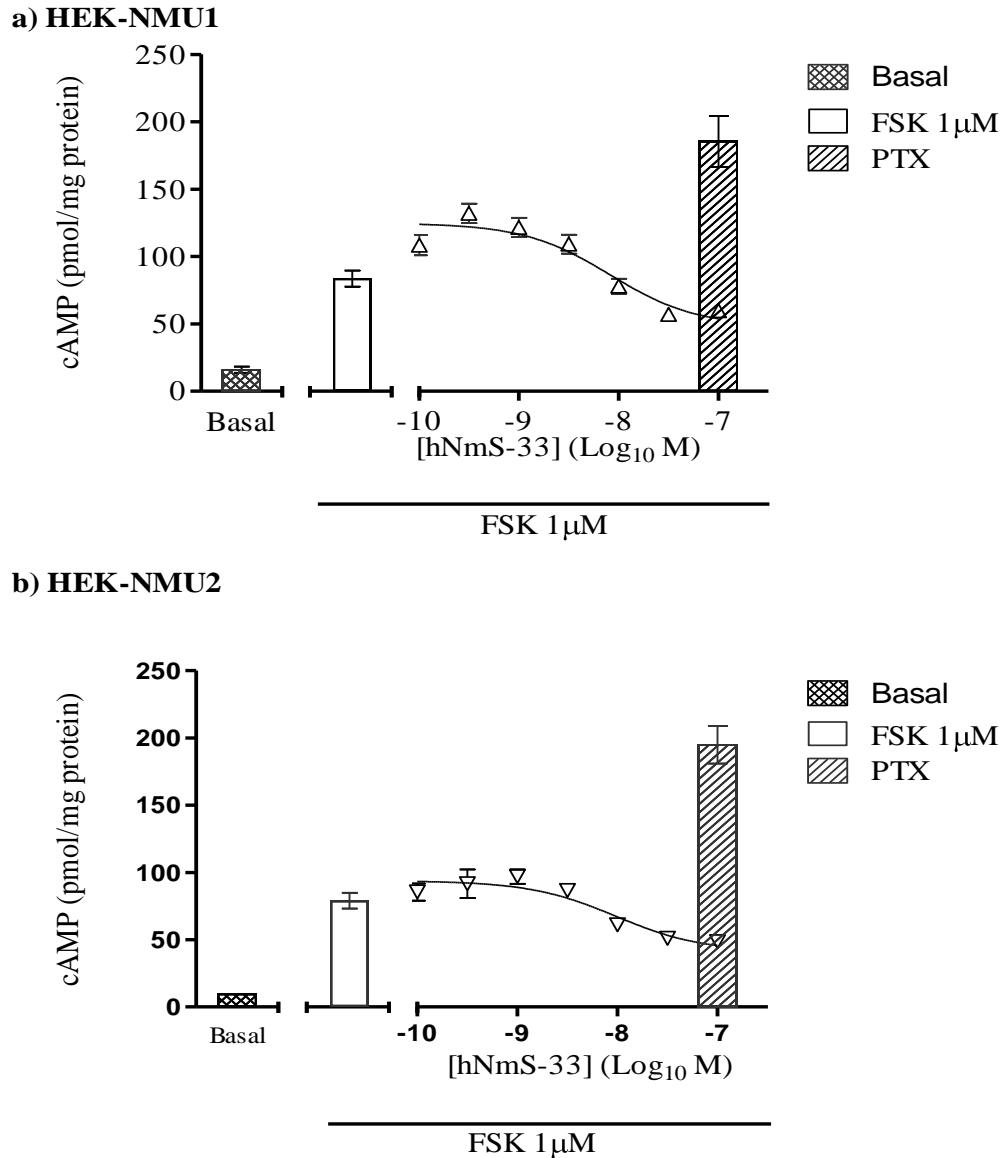 a) HEK-NMU1
250
200
150
100
50
0
cAMP (pmol/mg protein)
Basal
-10 -9 -8 -7
[hNmS-33] (Log10 M)
FSK 1μM
Basal
FSK 1μM
PTX
b) HEK-NMU2
250
200
150
100
50
0
cAMP (pmol/mg protein)
Basal
-10 -9 -8 -7
[hNmS-33] (Log10 M)
FSK 1μM
Basal
FSK 1μM
PTX